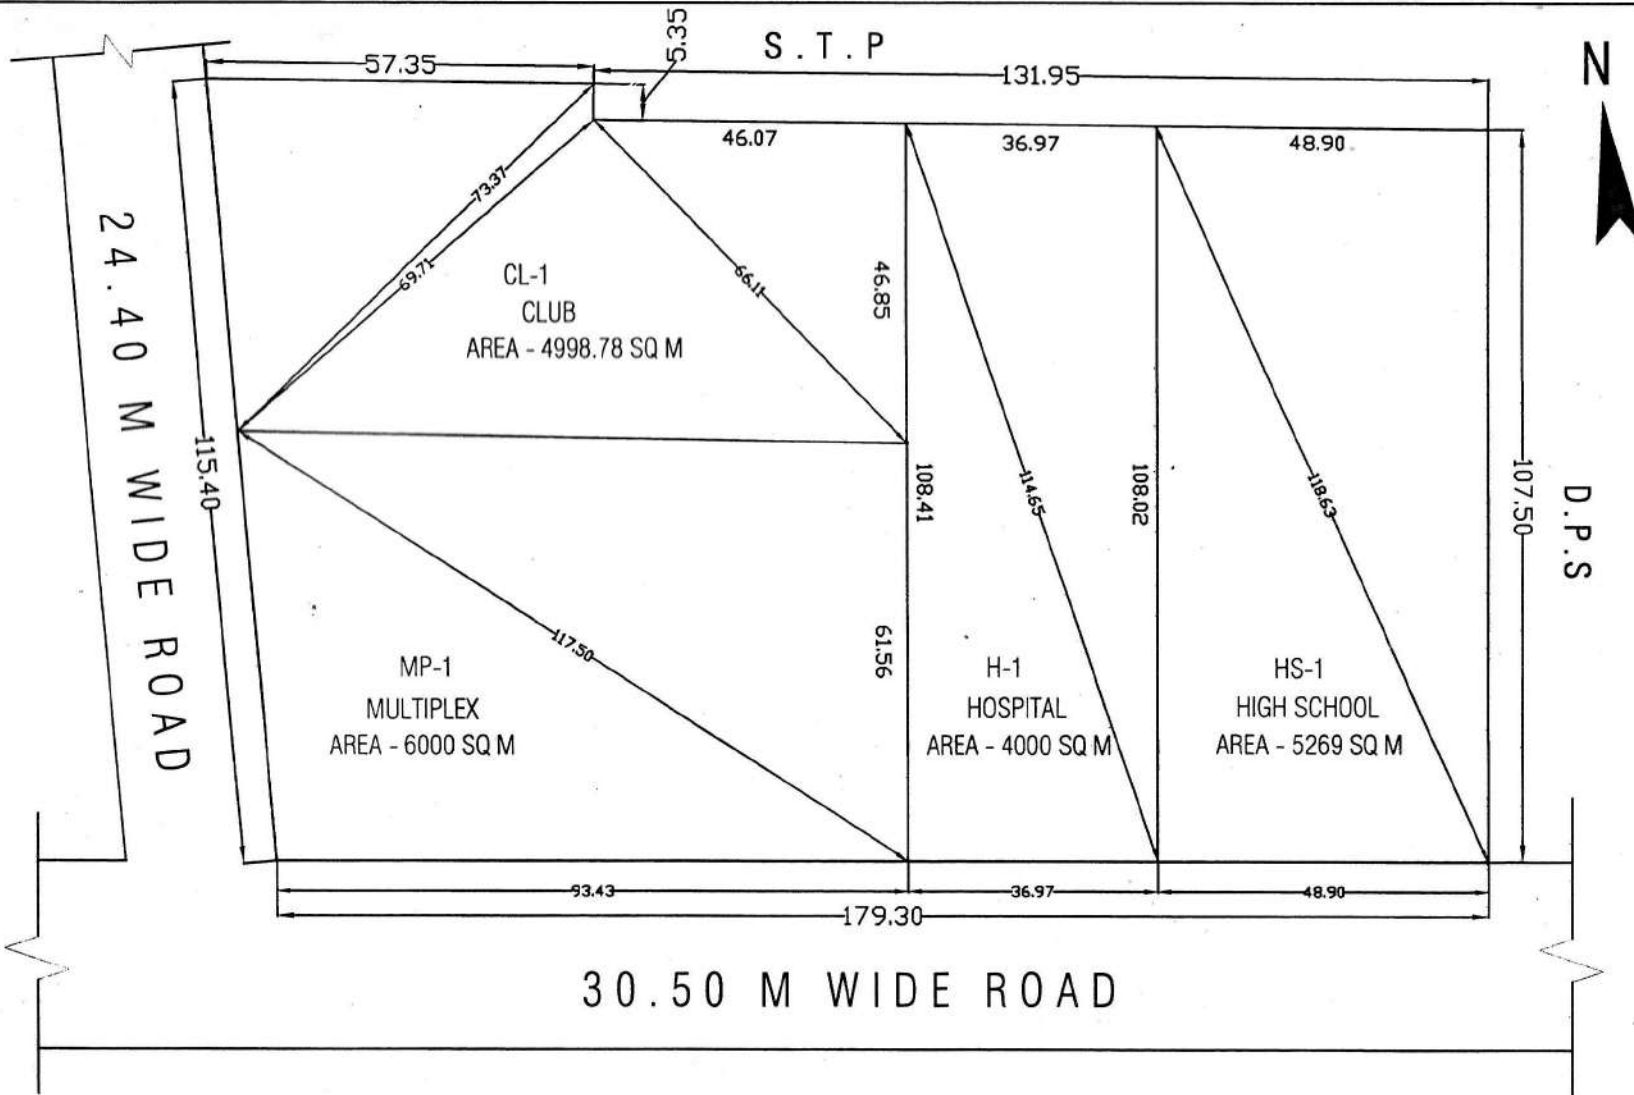 S.T.P
N
57.35
5.35
131.95
46.07
36.97
48.90
73.37
69.71
66.11
46.85
CL-1
CLUB
AREA - 4998.78 SQ M
24.40 M WIDE ROAD
115.40
108.41
114.65
108.02
118.63
107.50
D.P.S
117.50
61.56
MP-1
MULTIPLEX
AREA - 6000 SQ M
H-1
HOSPITAL
AREA - 4000 SQ M
HS-1
HIGH SCHOOL
AREA - 5269 SQ M
93.43
36.97
48.90
179.30
30.50 M WIDE ROAD